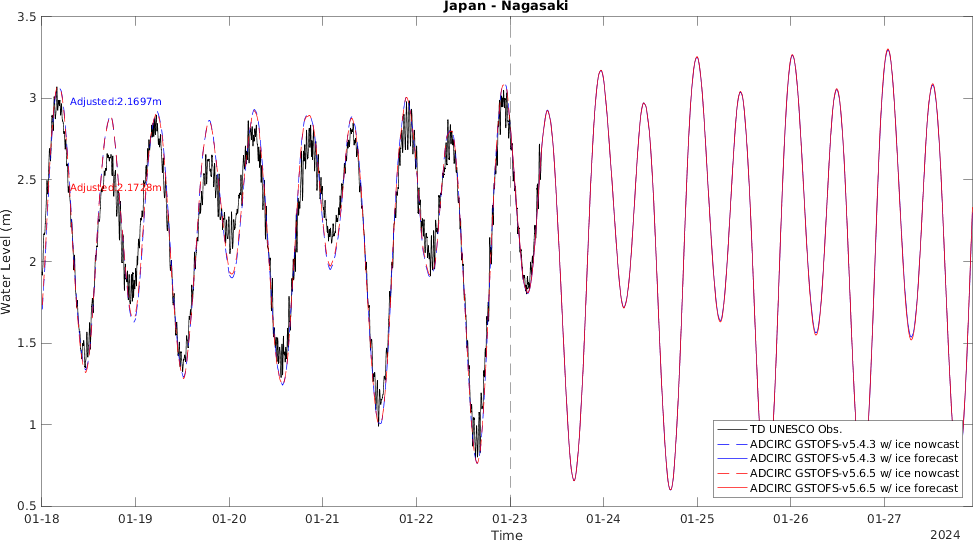 Japan - Nagasaki
3.5
3
2.5
2
1.5
1
0.5
Water Level (m)
Adjusted:2.1697m
Adjusted:2.1728m
TD UNESCO Obs.
ADCIRC GSTOFS-v5.4.3 w/ ice nowcast
ADCIRC GSTOFS-v5.4.3 w/ ice forecast
ADCIRC GSTOFS-v5.6.5 w/ ice nowcast
ADCIRC GSTOFS-v5.6.5 w/ ice forecast
01-18 01-19 01-20 01-21 01-22 01-23 01-24 01-25 01-26 01-27
Time
2024